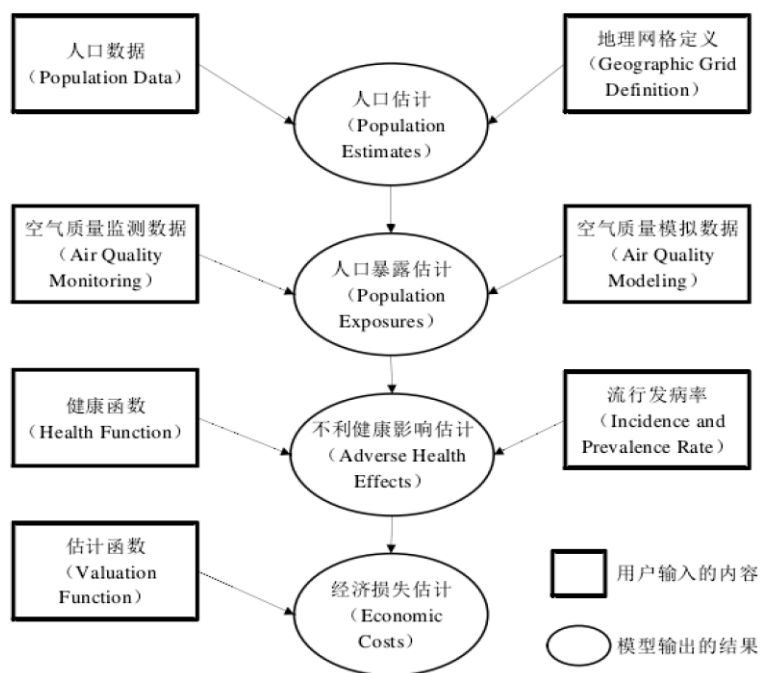 人口数据
（Population Data）
地理网格定义
（Geographic Grid
Definition）
人口估计
（Population
Estimates）
空气质量监测数据
（Air Quality
Monitoring）
空气质量模拟数据
（Air Quality
Modeling）
人口暴露估计
（Population
Exposures）
健康函数
（Health Function）
流行发病率
（Incidence and
Prevalence Rate）
不利健康影响估计
（Adverse Health
Effects）
估计函数
（Valuation
Function）
经济损失估计
（Economic
Costs）
用户输入的内容
模型输出的结果